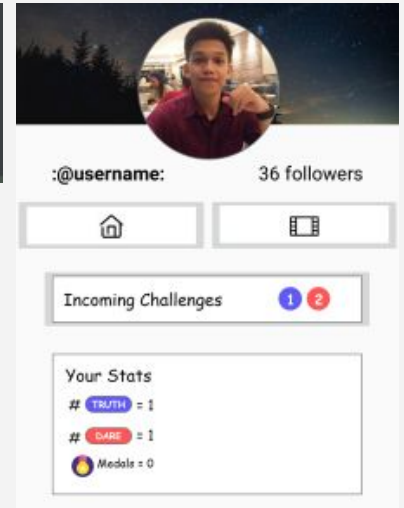 :@username:
36 followers
Incoming Challenges 1 2
Your Stats
# TRUTH = 1
# DARE = 1
Medals = 0